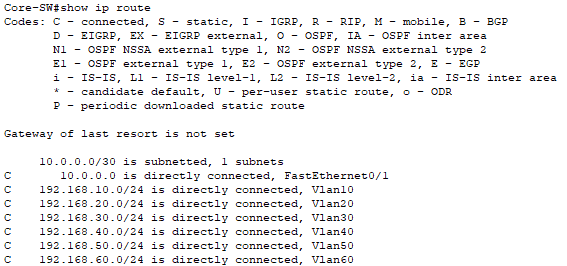 Core-SW#show ip route
Codes: C - connected, S - static, I - IGRP, R - RIP, M - mobile, B - BGP
       D - EIGRP, EX - EIGRP external, O - OSPF, IA - OSPF inter area
       N1 - OSPF NSSA external type 1, N2 - OSPF NSSA external type 2
       E1 - OSPF external type 1, E2 - OSPF external type 2, E - EGP
       i - IS-IS, L1 - IS-IS level-1, L2 - IS-IS level-2, ia - IS-IS inter area
       * - candidate default, U - per-user static route, o - ODR
       P - periodic downloaded static route
Gateway of last resort is not set
     10.0.0.0/30 is subnetted, 1 subnets
C       10.0.0.0 is directly connected, FastEthernet0/1
C    192.168.10.0/24 is directly connected, Vlan10
C    192.168.20.0/24 is directly connected, Vlan20
C    192.168.30.0/24 is directly connected, Vlan30
C    192.168.40.0/24 is directly connected, Vlan40
C    192.168.50.0/24 is directly connected, Vlan50
C    192.168.60.0/24 is directly connected, Vlan60